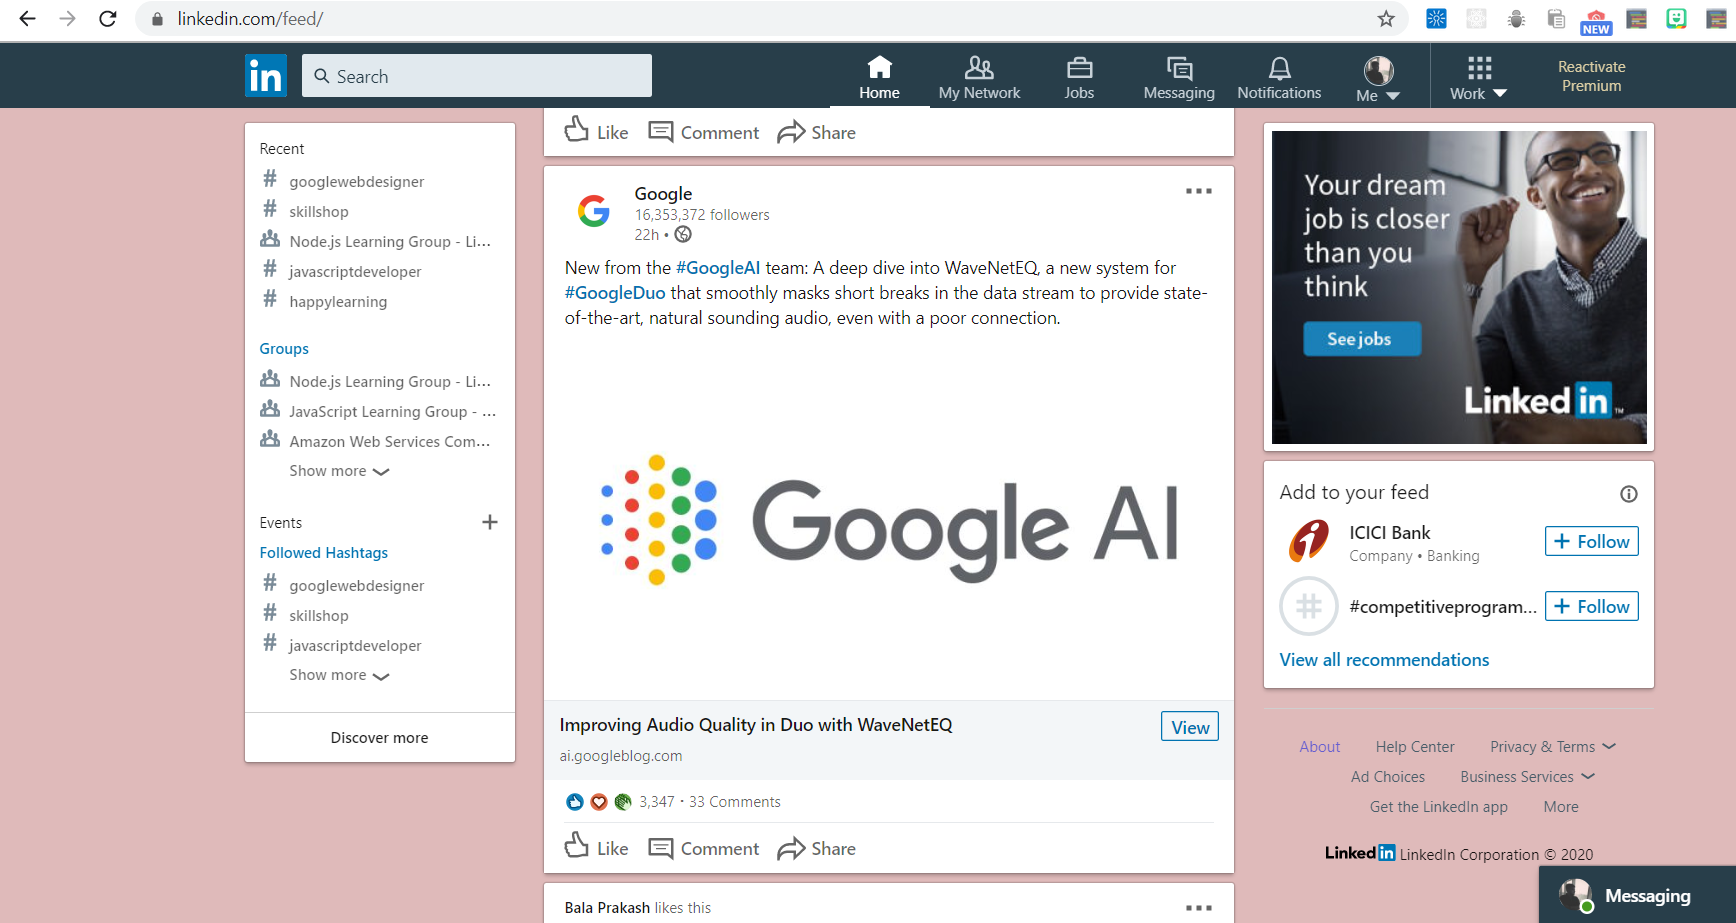 linkedin.com/feed/
NEW
in
Search
Home
My Network
Jobs
Messaging
Notifications
Me
Work
Reactivate
Premium
Recent
# googlewebdesigner
# skillshop
Node.js Learning Group - Li...
# javascriptdeveloper
# happylearning
Groups
Node.js Learning Group - Li...
JavaScript Learning Group - ...
Amazon Web Services Com...
Show more
Events +
Followed Hashtags
# googlewebdesigner
# skillshop
# javascriptdeveloper
Show more
Discover more
Like Comment Share
Google
16,353,372 followers
22h •
New from the #GoogleAI team: A deep dive into WaveNetEQ, a new system for
#GoogleDuo that smoothly masks short breaks in the data stream to provide state-
of-the-art, natural sounding audio, even with a poor connection.
Google AI
Improving Audio Quality in Duo with WaveNetEQ
View
ai.googleblog.com
3,347 · 33 Comments
Like Comment Share
Bala Prakash likes this
Your dream
job is closer
than you
think
See jobs
Linked in ™
Add to your feed
ICICI Bank
Company • Banking
+ Follow
# #competitiveprogram...
+ Follow
View all recommendations
About Help Center Privacy & Terms
Ad Choices Business Services
Get the LinkedIn app More
Linked in LinkedIn Corporation © 2020
Messaging